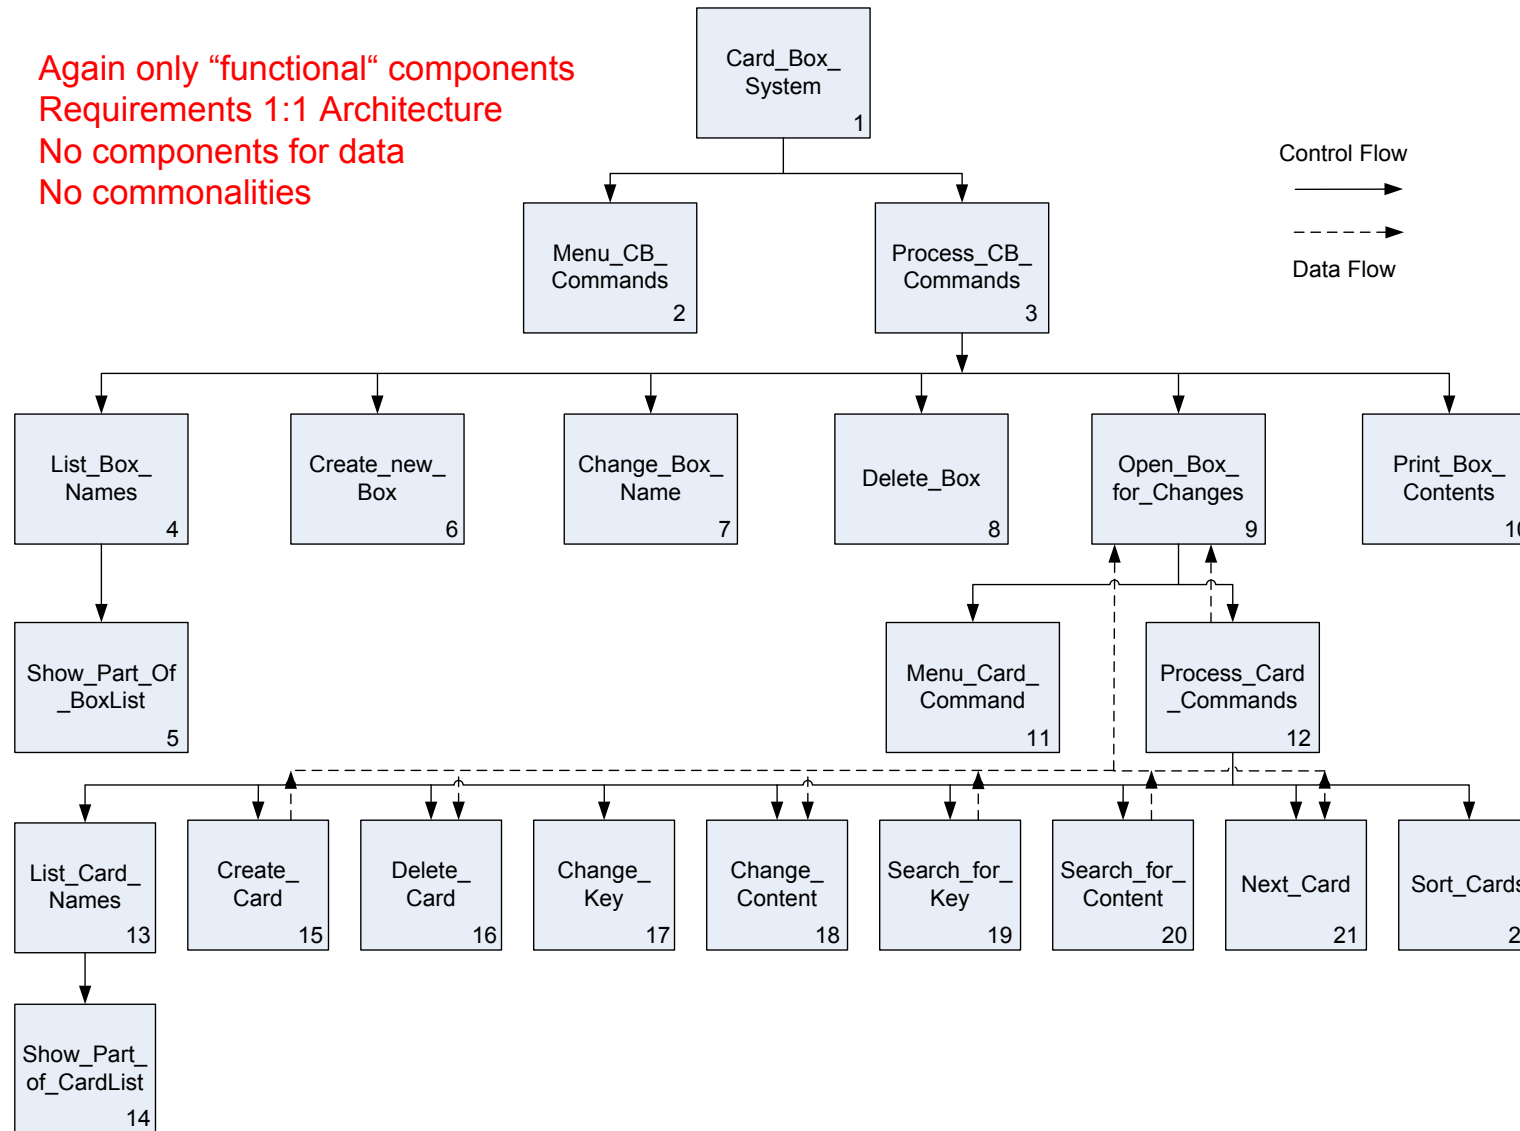 Again only “functional“ components
Requirements 1:1 Architecture
No components for data
No commonalities
Card_Box_
System
1
Control Flow
Data Flow
Menu_CB_
Commands
2
Process_CB_
Commands
3
List_Box_
Names
4
Create_new_
Box
6
Change_Box_
Name
7
Delete_Box
8
Open_Box_
for_Changes
9
Print_Box_
Contents
10
Show_Part_Of
_BoxList
5
Menu_Card_
Command
11
Process_Card
_Commands
12
List_Card_
Names
13
Create_
Card
15
Delete_
Card
16
Change_
Key
17
Change_
Content
18
Search_for_
Key
19
Search_for_
Content
20
Next_Card
21
Sort_Cards
2
Show_Part_
of_CardList
14